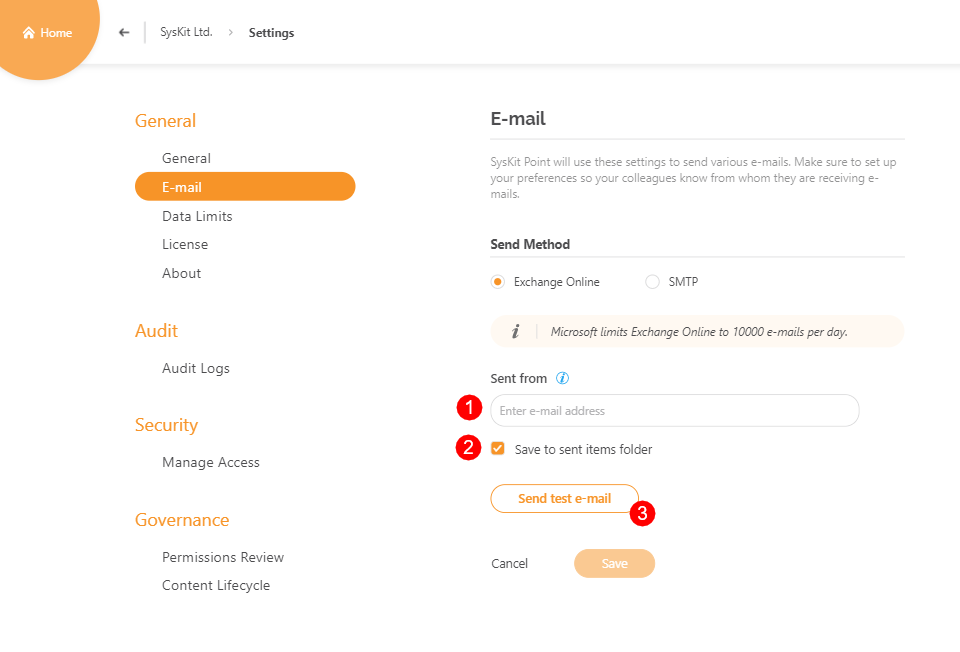 Home
SysKit Ltd. > Settings
General
General
E-mail
Data Limits
License
About
Audit
Audit Logs
Security
Manage Access
Governance
Permissions Review
Content Lifecycle
E-mail
SysKit Point will use these settings to send various e-mails. Make sure to set up
your preferences so your colleagues know from whom they are receiving e-
mails.
Send Method
Exchange Online
SMTP
i Microsoft limits Exchange Online to 10000 e-mails per day.
Sent from i
1 Enter e-mail address
2 Save to sent items folder
Send test e-mail 3
Cancel
Save